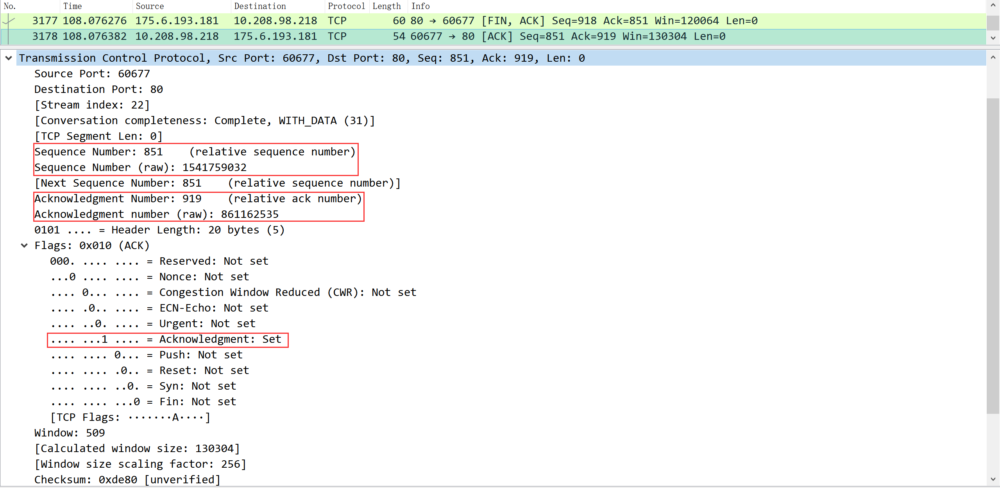 No. Time Source Destination Protocol Length Info
3177 108.076276 175.6.193.181 10.208.98.218 TCP 60 80 → 60677 [FIN, ACK] Seq=918 Ack=851 Win=120064 Len=0
3178 108.076382 10.208.98.218 175.6.193.181 TCP 54 60677 → 80 [ACK] Seq=851 Ack=919 Win=130304 Len=0
Transmission Control Protocol, Src Port: 60677, Dst Port: 80, Seq: 851, Ack: 919, Len: 0
Source Port: 60677
Destination Port: 80
[Stream index: 22]
[Conversation completeness: Complete, WITH_DATA (31)]
[TCP Segment Len: 0]
Sequence Number: 851    (relative sequence number)
Sequence Number (raw): 1541759032
[Next Sequence Number: 851    (relative sequence number)]
Acknowledgment Number: 919    (relative ack number)
Acknowledgment number (raw): 861162535
0101 .... = Header Length: 20 bytes (5)
Flags: 0x010 (ACK)
000. .... .... = Reserved: Not set
...0 .... .... = Nonce: Not set
.... 0... .... = Congestion Window Reduced (CWR): Not set
.... .0.. .... = ECN-Echo: Not set
.... ..0. .... = Urgent: Not set
.... ...1 .... = Acknowledgment: Set
.... .... 0... = Push: Not set
.... .... .0.. = Reset: Not set
.... .... ..0. = Syn: Not set
.... .... ...0 = Fin: Not set
[TCP Flags: ·······A····]
Window: 509
[Calculated window size: 130304]
[Window size scaling factor: 256]
Checksum: 0xde80 [unverified]